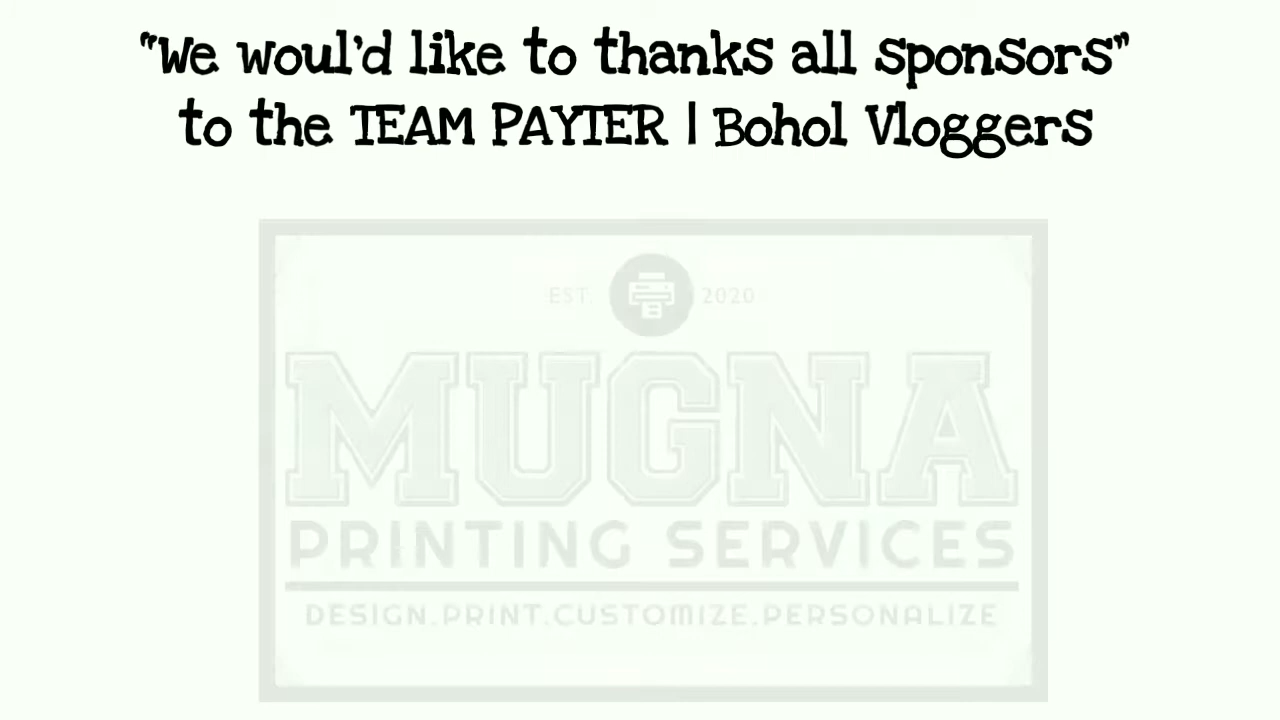 "We woul'd like to thanks all sponsors"
to the TEAM PAYTER | Bohol Vloggers
EST. 2020
MUGNA
PRINTING SERVICES
DESIGN.PRINT.CUSTOMIZE.PERSONALIZE